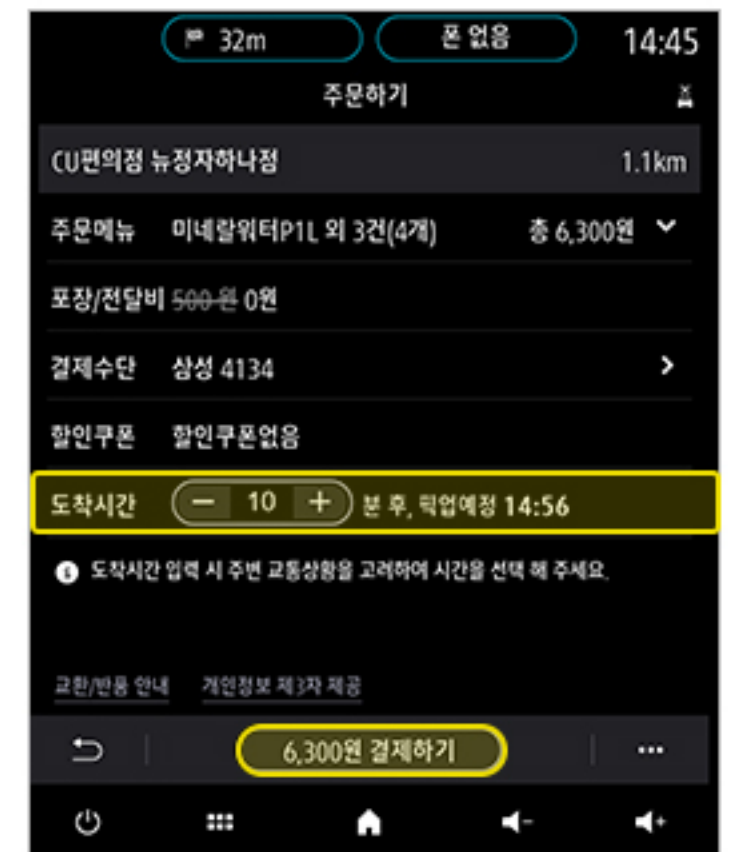 32m 폰 없음 14:45
주문하기
CU편의점 뉴정자하나점 1.1km
주문메뉴 미네랄워터P1L 외 3건(4개) 총 6,300원
포장/전달비 500 원 0원
결제수단 삼성 4134
할인쿠폰 할인쿠폰없음
도착시간 － 10 + 분 후, 픽업예정 14:56
도착시간 입력 시 주변 교통상황을 고려하여 시간을 선택 해 주세요.
교환/반품 안내 개인정보 제3자 제공
6,300원 결제하기